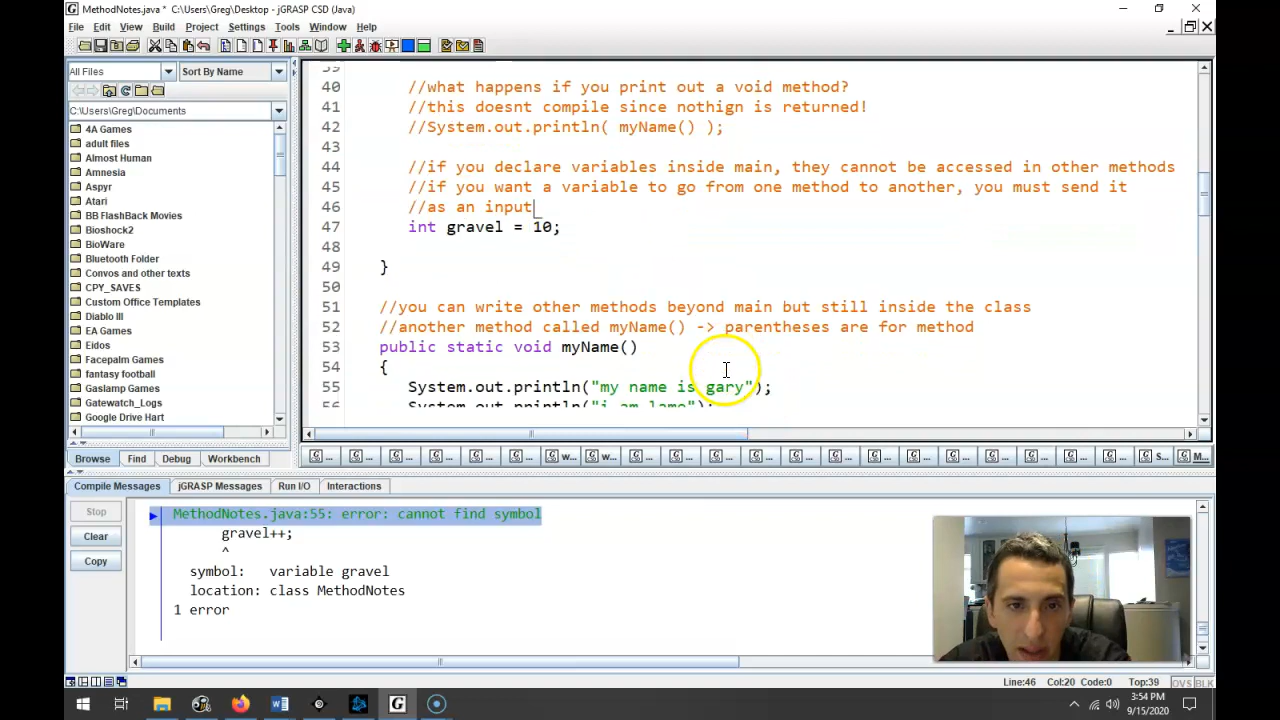 MethodNotes.java * C:\Users\Greg\Desktop - jGRASP CSD (Java)
File Edit View Build Project Settings Tools Window Help
All Files Sort By Name
C:\Users\Greg\Documents
4A Games
adult files
Almost Human
Amnesia
Aspyr
Atari
BB FlashBack Movies
Bioshock2
BioWare
Bluetooth Folder
Convos and other texts
CPY_SAVES
Custom Office Templates
Diablo III
EA Games
Eidos
Facepalm Games
fantasy football
Gaslamp Games
Gatewatch_Logs
Google Drive Hart
Browse Find Debug Workbench
39
40 //what happens if you print out a void method?
41 //this doesnt compile since nothign is returned!
42 //System.out.println( myName() );
43
44 //if you declare variables inside main, they cannot be accessed in other methods
45 //if you want a variable to go from one method to another, you must send it
46 //as an input
47 int gravel = 10;
48
49 }
50
51 //you can write other methods beyond main but still inside the class
52 //another method called myName() -> parentheses are for method
53 public static void myName()
54 {
55 System.out.println("my name is gary");
56 System.out.println("i am lame");
Compile Messages jGRASP Messages Run I/O Interactions
Stop
Clear
Copy
MethodNotes.java:55: error: cannot find symbol
gravel++;
^
symbol: variable gravel
location: class MethodNotes
1 error
Line:46 Col:20 Code:0 Top:39 OVS BLK
3:54 PM
9/15/2020